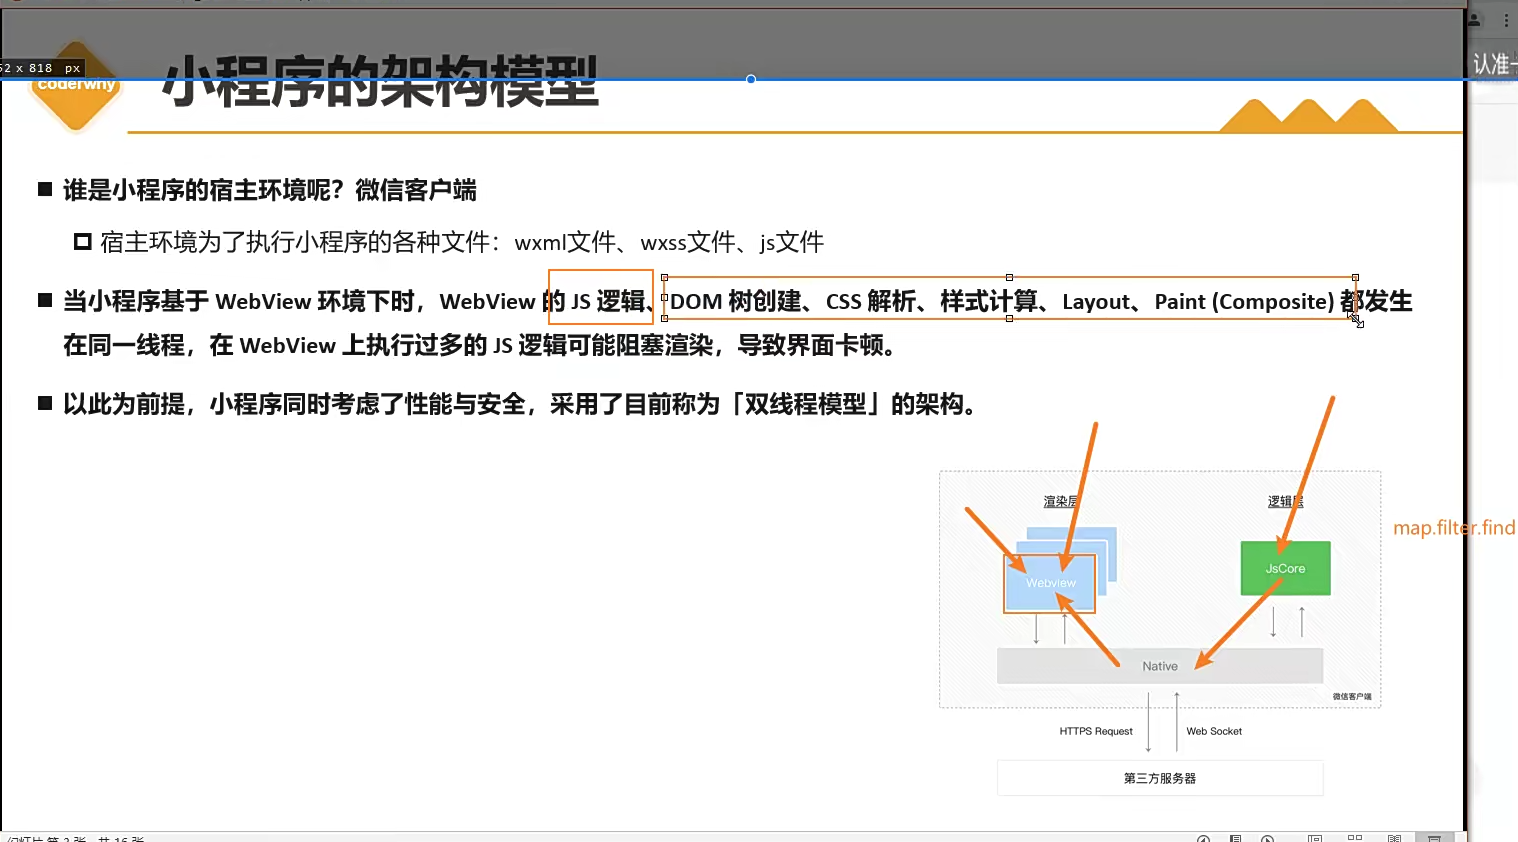 52 x 818 px
认准一
coderwhy
小程序的架构模型
■ 谁是小程序的宿主环境呢？微信客户端
宿主环境为了执行小程序的各种文件：wxml文件、wxss文件、js文件
■ 当小程序基于 WebView 环境下时，WebView 的 JS 逻辑、DOM 树创建、CSS 解析、样式计算、Layout、Paint (Composite) 都发生
在同一线程，在 WebView 上执行过多的 JS 逻辑可能阻塞渲染，导致界面卡顿。
■ 以此为前提，小程序同时考虑了性能与安全，采用了目前称为「双线程模型」的架构。
渲染层
逻辑层
map.filter.find
Webview
JsCore
Native
微信客户端
HTTPS Request
Web Socket
第三方服务器